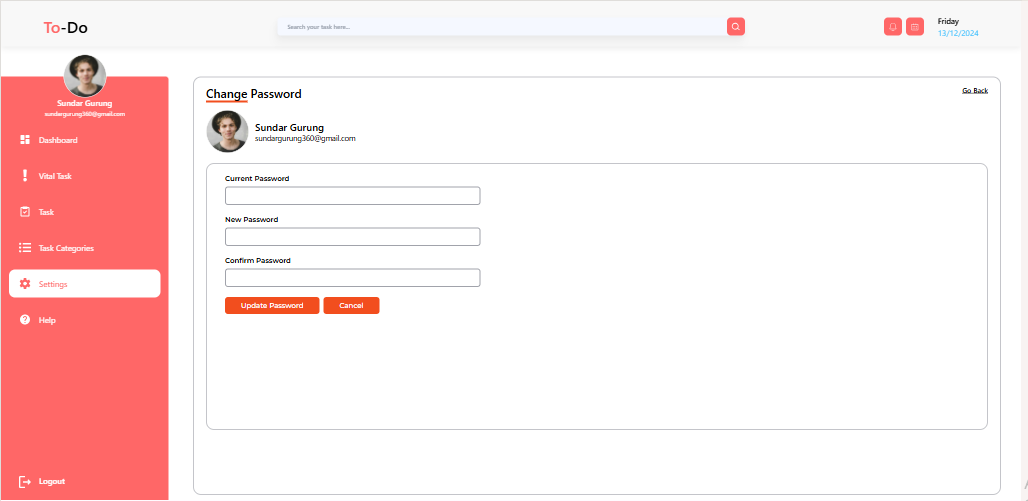 To-Do
Search your task here...
Friday
13/12/2024
Sundar Gurung
sundargurung360@gmail.com
Dashboard
Vital Task
Task
Task Categories
Settings
Help
Logout
Change Password
Go Back
Sundar Gurung
sundargurung360@gmail.com
Current Password
New Password
Confirm Password
Update Password
Cancel